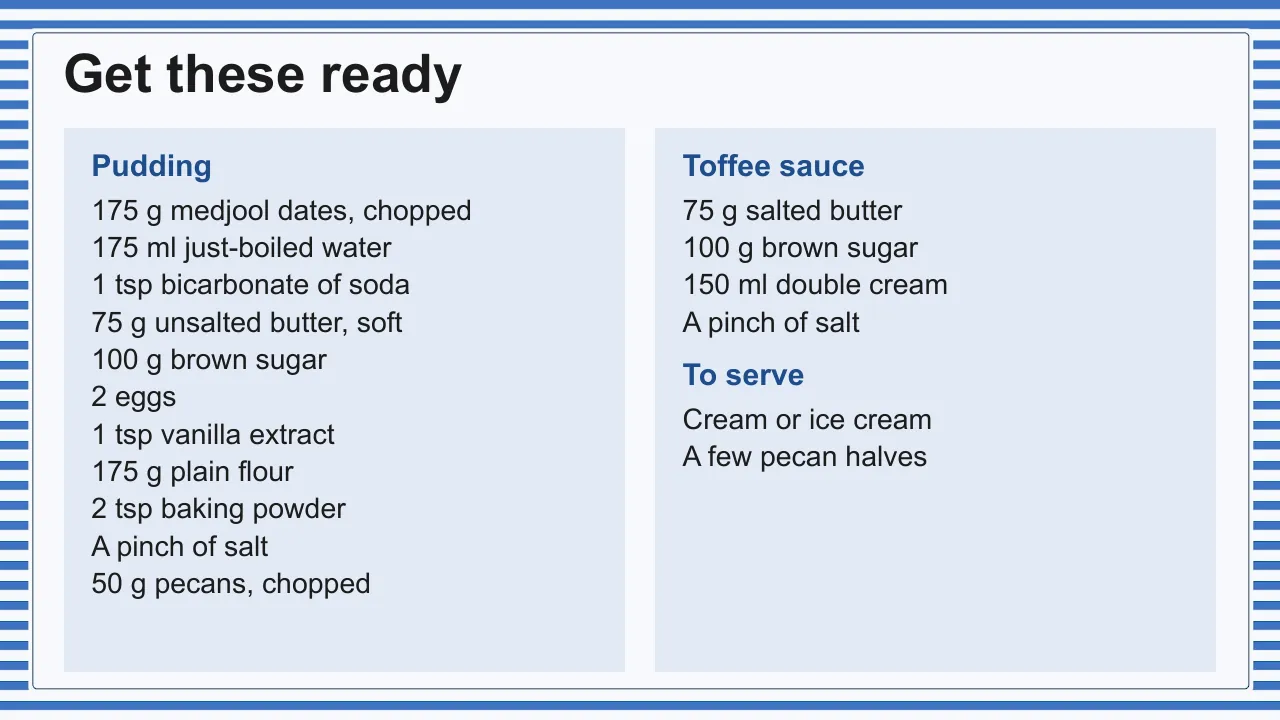 Get these ready
Pudding
175 g medjool dates, chopped
175 ml just-boiled water
1 tsp bicarbonate of soda
75 g unsalted butter, soft
100 g brown sugar
2 eggs
1 tsp vanilla extract
175 g plain flour
2 tsp baking powder
A pinch of salt
50 g pecans, chopped
Toffee sauce
75 g salted butter
100 g brown sugar
150 ml double cream
A pinch of salt
To serve
Cream or ice cream
A few pecan halves